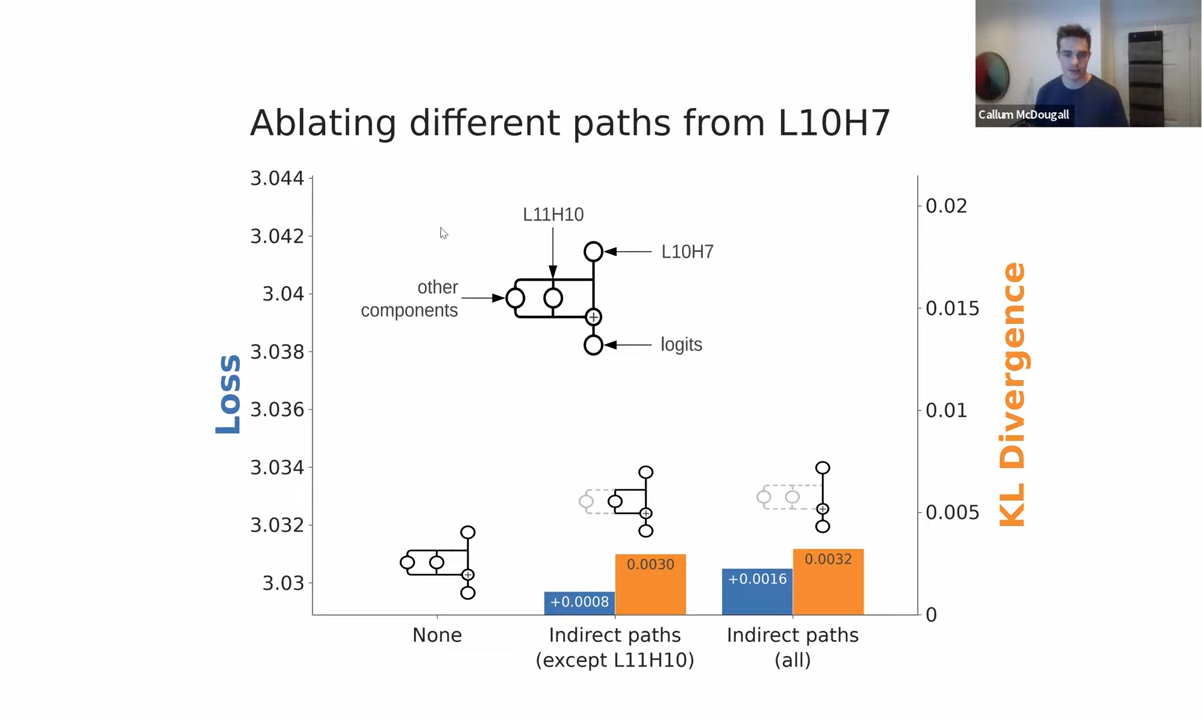 Callum McDougall
Ablating different paths from L10H7
3.044
3.042
3.04
3.038
3.036
3.034
3.032
3.03
Loss
L11H10
L10H7
other
components
logits
+
0.02
0.015
0.01
0.005
0
KL Divergence
+0.0008
0.0030
+0.0016
0.0032
None
Indirect paths
(except L11H10)
Indirect paths
(all)